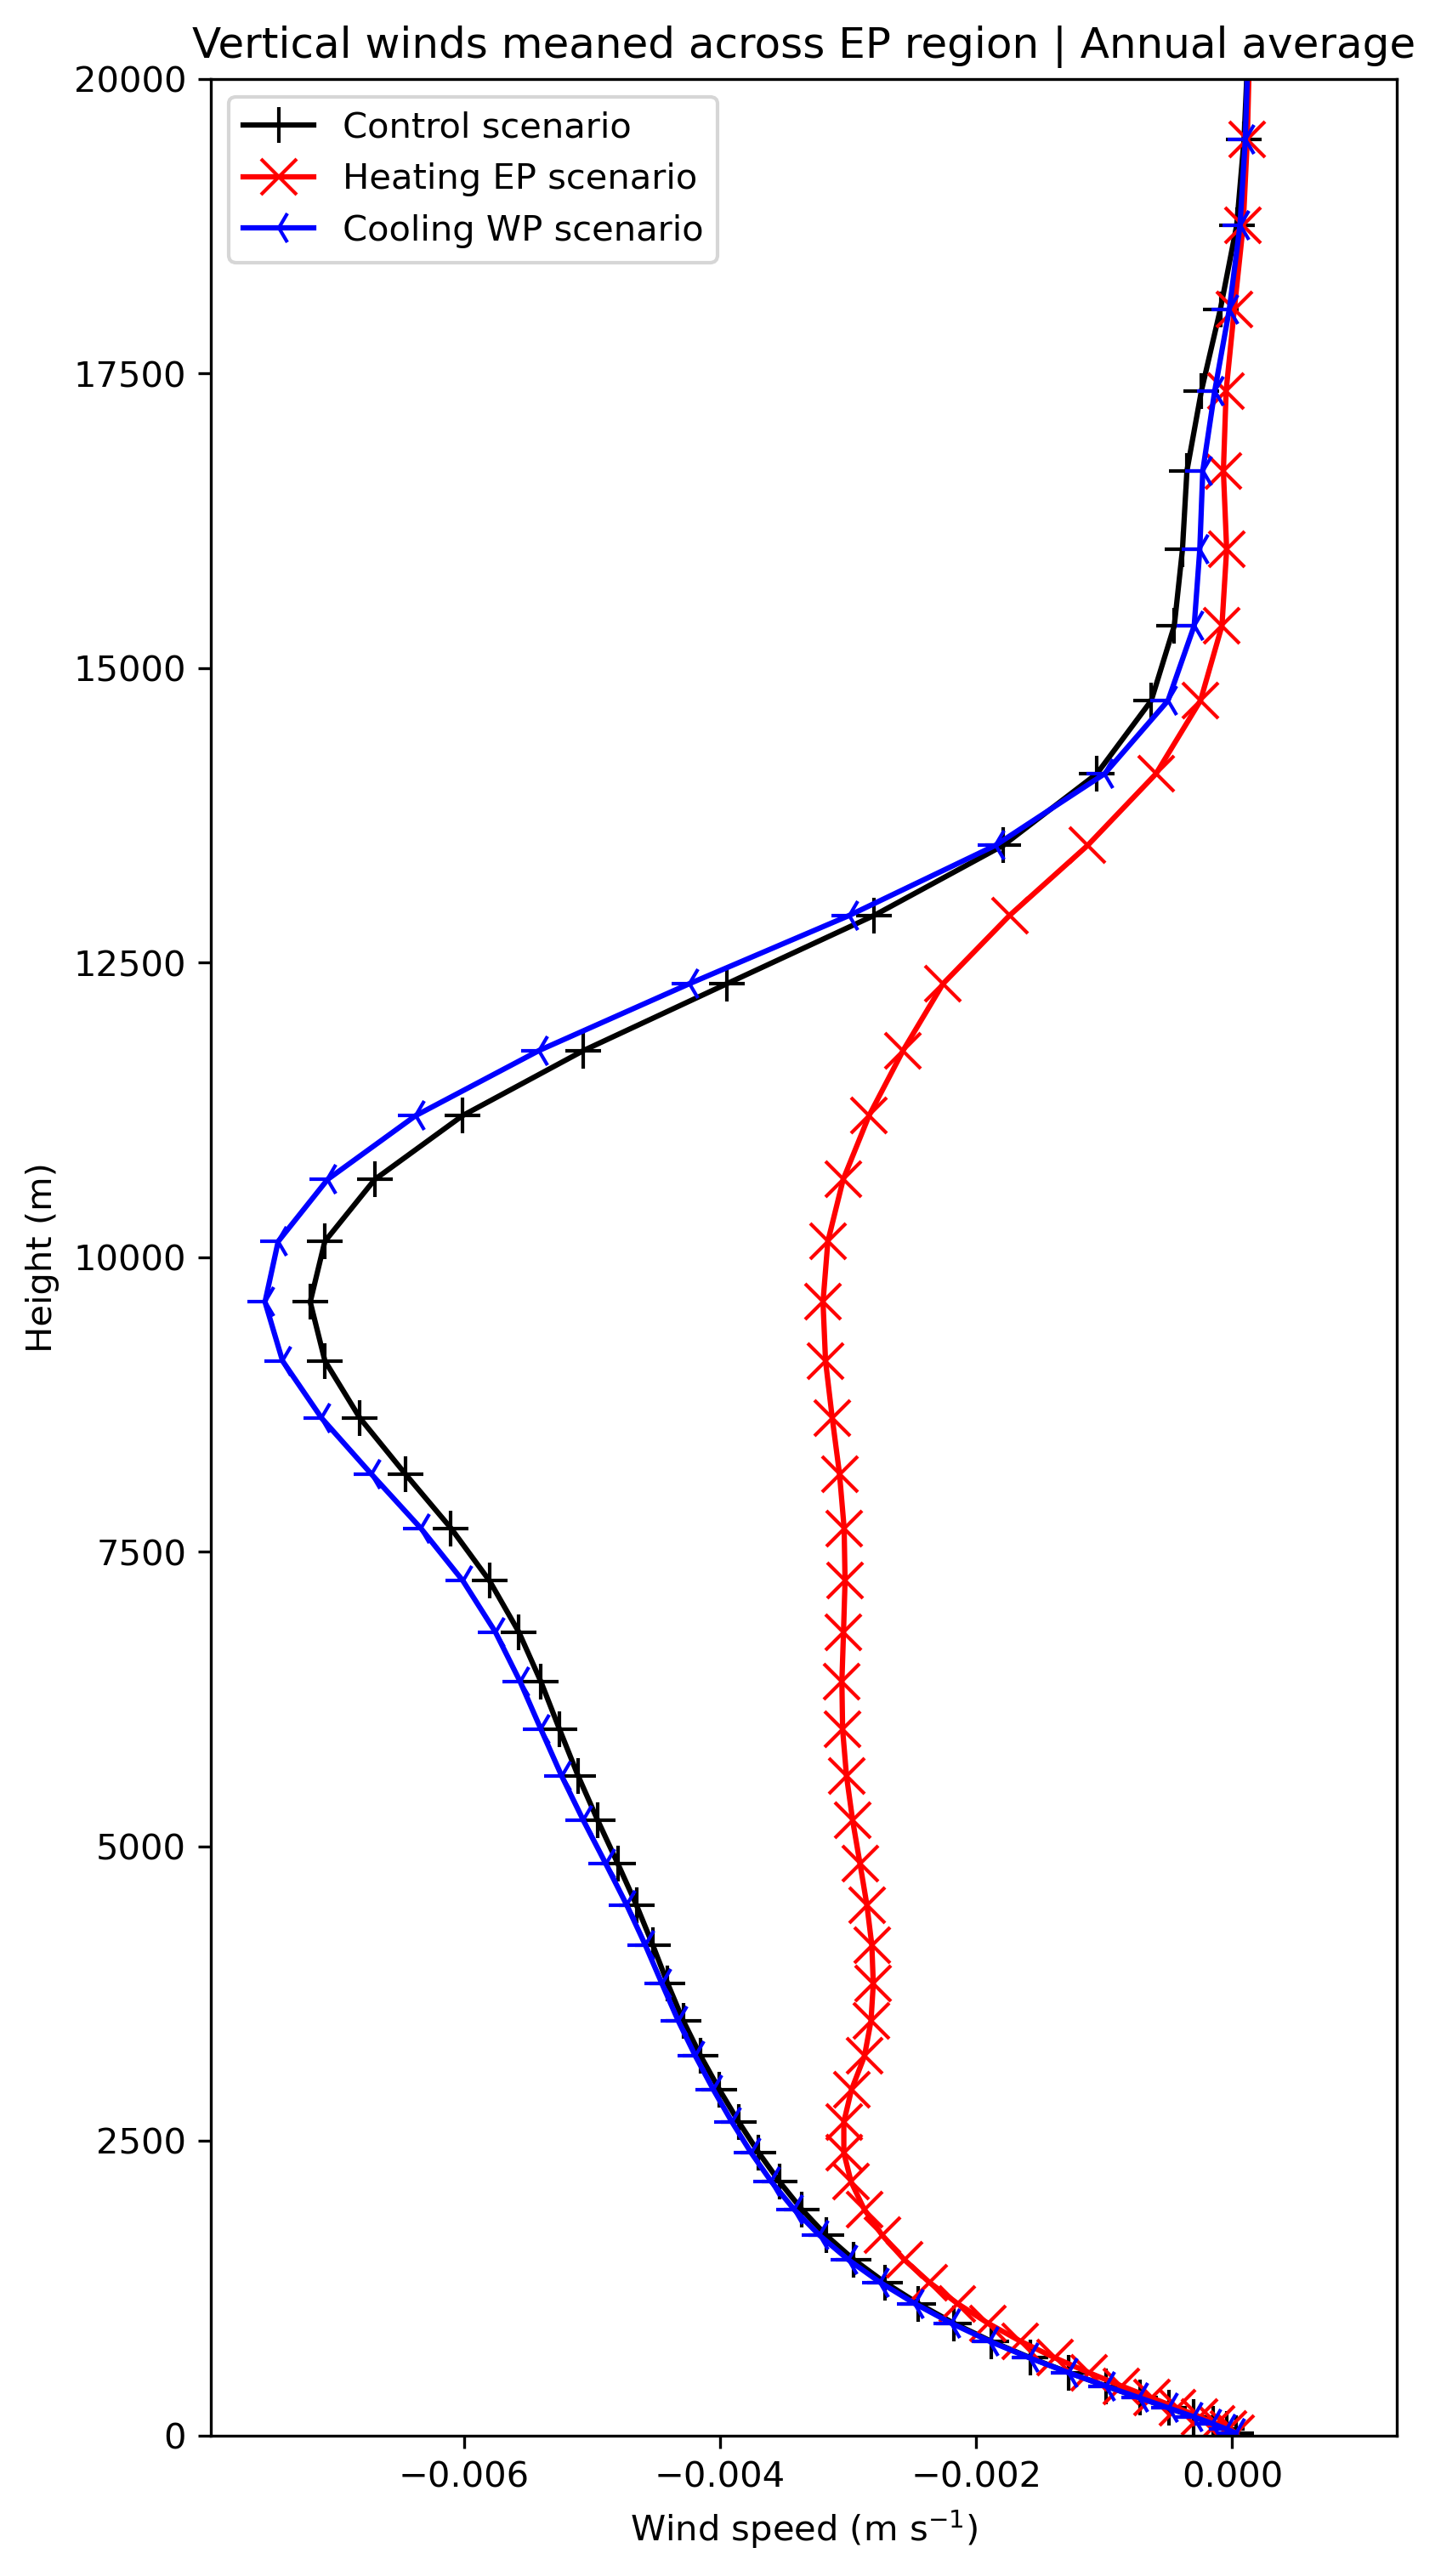 Vertical winds meaned across EP region | Annual average
20000
Control scenario
Heating EP scenario
Cooling WP scenario
17500
15000
12500
10000
7500
5000
2500
0
Height (m)
−0.006 −0.004 −0.002 0.000
Wind speed (m s⁻¹)